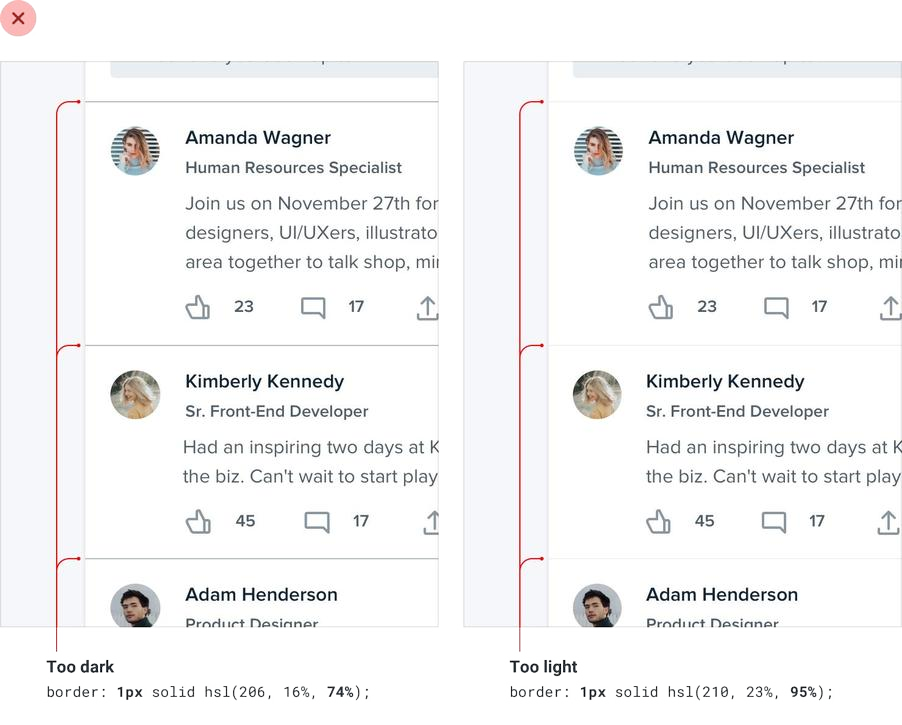 Amanda Wagner
Human Resources Specialist
Join us on November 27th for
designers, UI/UXers, illustrato
area together to talk shop, mi
23 17
Kimberly Kennedy
Sr. Front-End Developer
Had an inspiring two days at K
the biz. Can't wait to start play
45 17
Adam Henderson
Product Designer
Too dark
border: 1px solid hsl(206, 16%, 74%);
Amanda Wagner
Human Resources Specialist
Join us on November 27th for
designers, UI/UXers, illustrato
area together to talk shop, mi
23 17
Kimberly Kennedy
Sr. Front-End Developer
Had an inspiring two days at K
the biz. Can't wait to start play
45 17
Adam Henderson
Product Designer
Too light
border: 1px solid hsl(210, 23%, 95%);